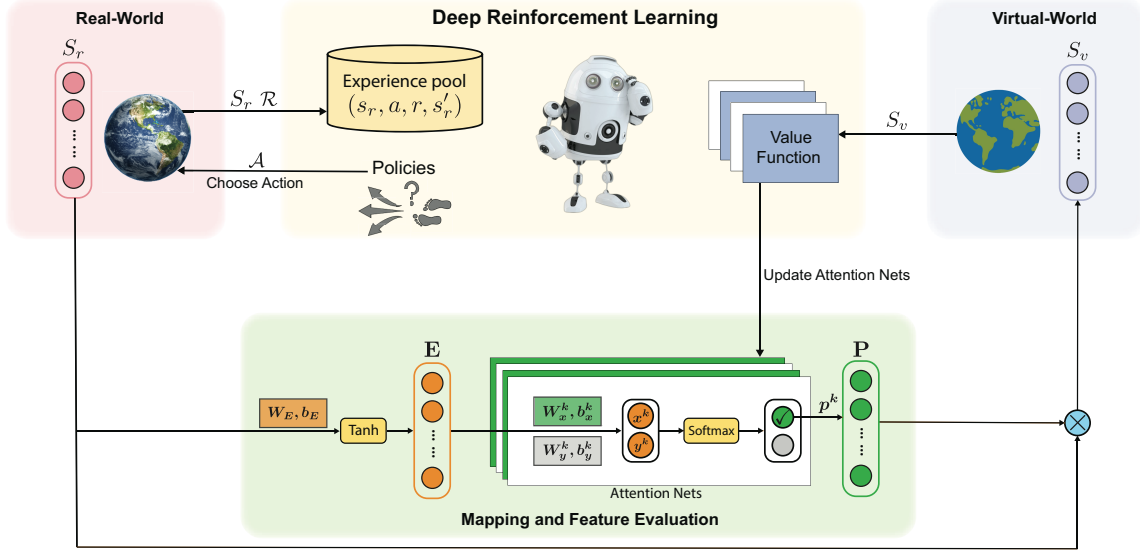 Real-World
Deep Reinforcement Learning
Virtual-World
S_r
S_v
Experience pool
(s_r, a, r, s'_r)
S_r ℛ
S_v
Value
Function
𝒜
Choose Action
Policies
?
Update Attention Nets
E
P
W_E, b_E
Tanh
W_x^k, b_x^k
W_y^k, b_y^k
x^k
y^k
Softmax
p^k
Attention Nets
Mapping and Feature Evaluation